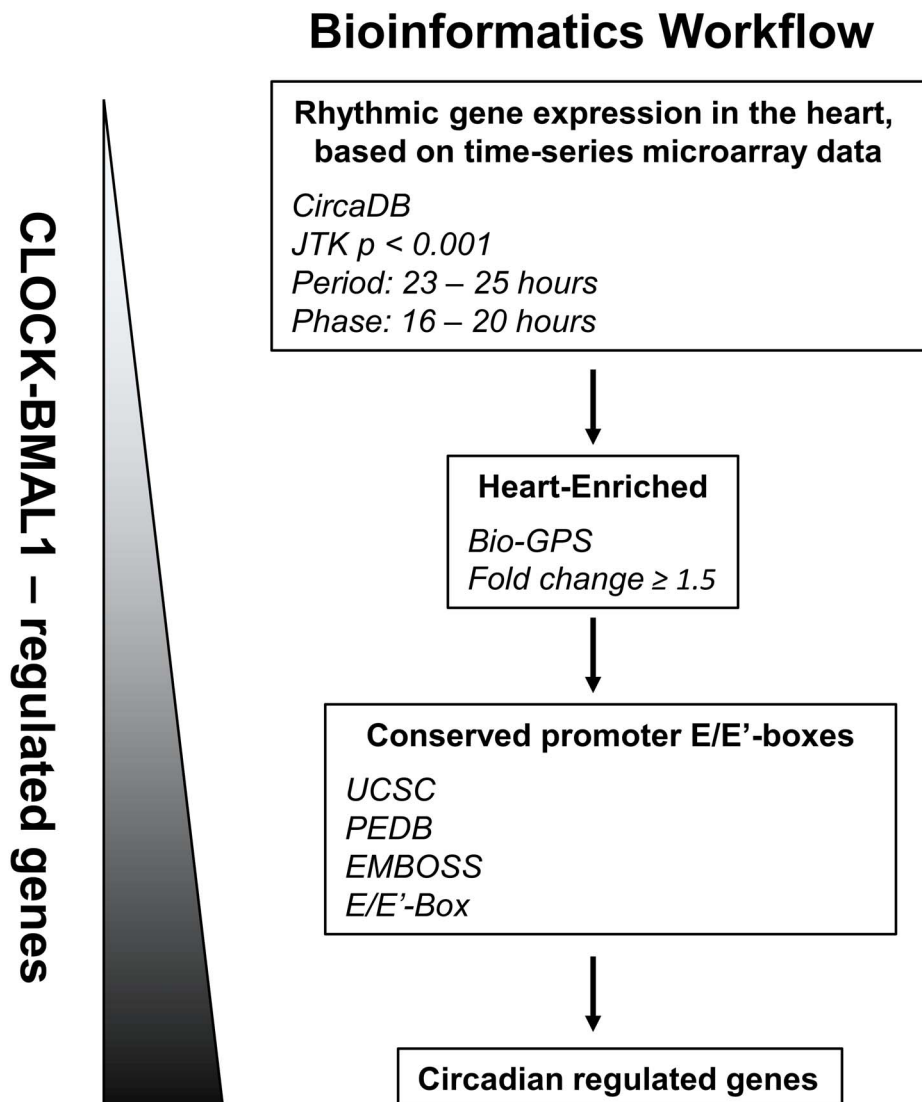 Bioinformatics Workflow
Rhythmic gene expression in the heart,
based on time-series microarray data
CircaDB
JTK p < 0.001
Period: 23 – 25 hours
Phase: 16 – 20 hours
Heart-Enriched
Bio-GPS
Fold change ≥ 1.5
Conserved promoter E/E’-boxes
UCSC
PEDB
EMBOSS
E/E’-Box
Circadian regulated genes
CLOCK-BMAL1 – regulated genes